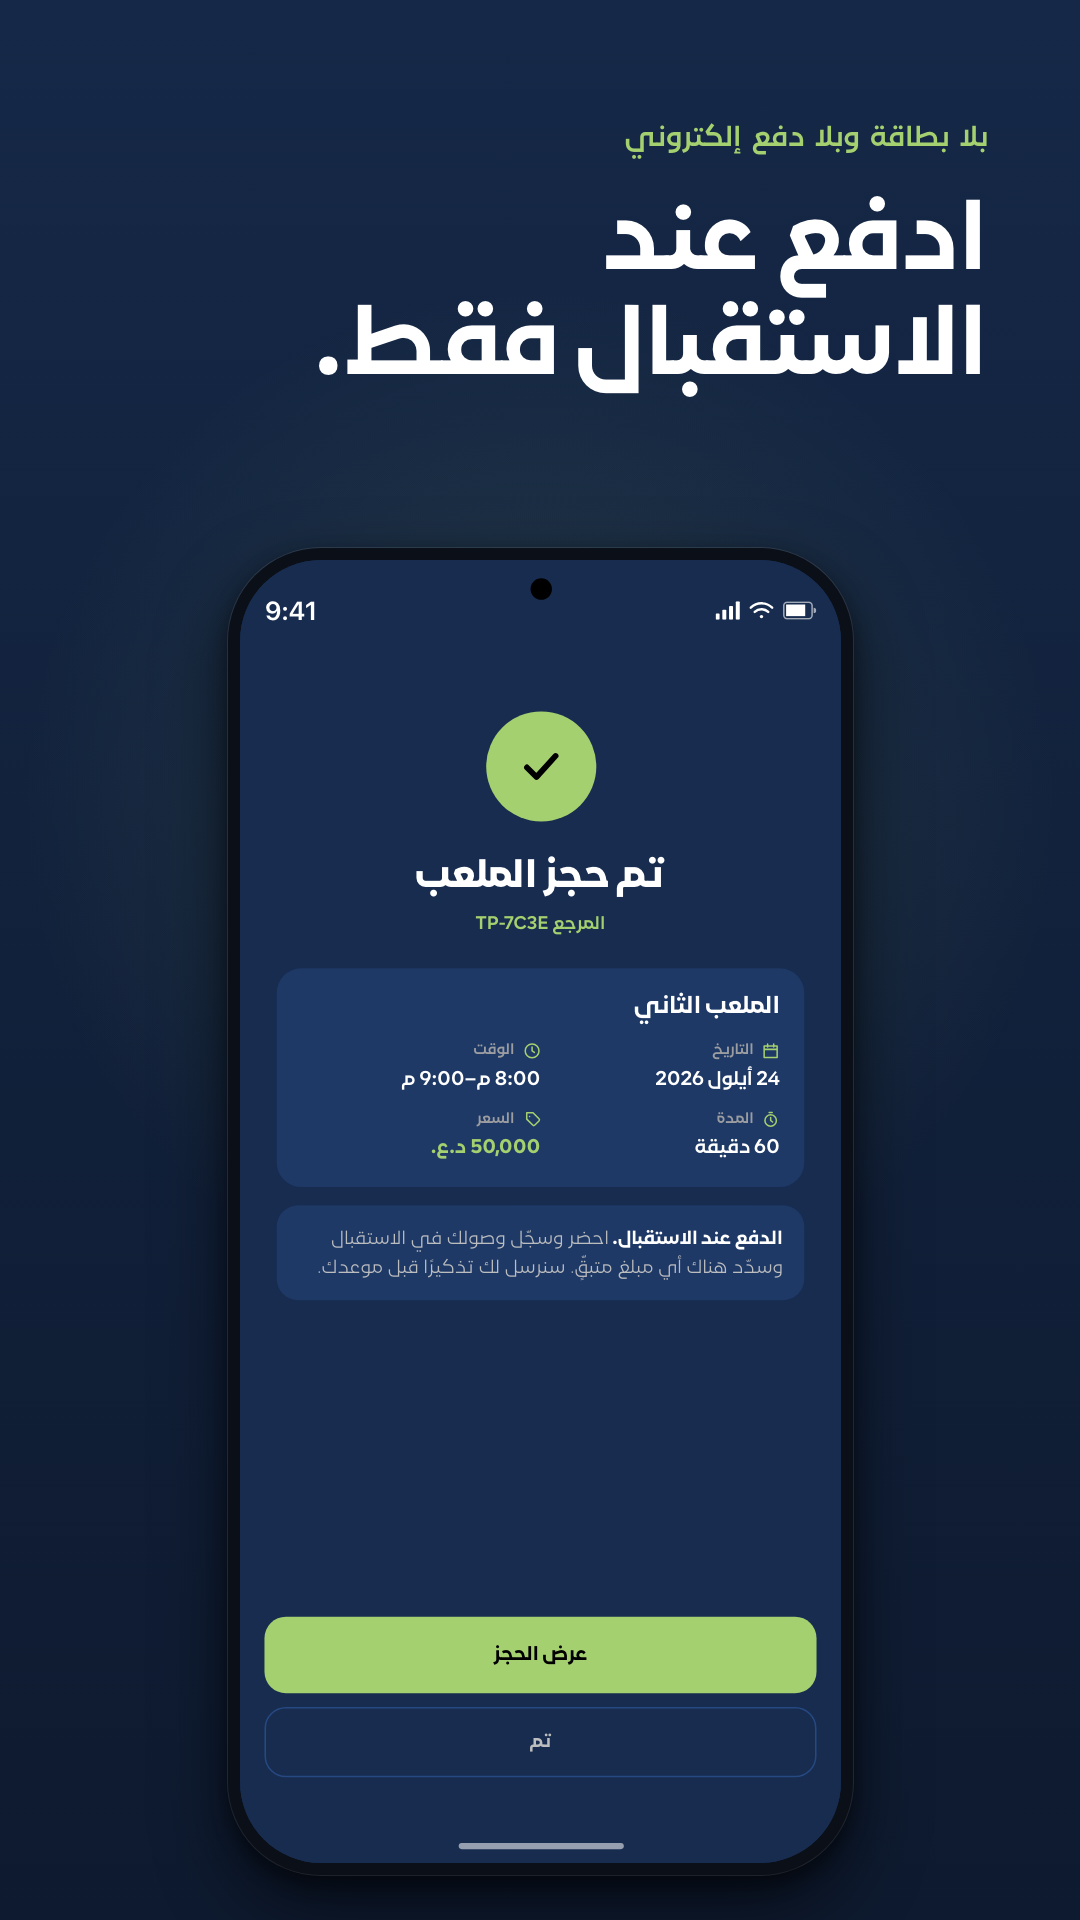 بلا بطاقة وبلا دفع إلكتروني
ادفع عند
الاستقبال فقط.
9:41
تم حجز الملعب
المرجع TP-7C3E
الملعب الثاني
التاريخ
24 أيلول 2026
الوقت
8:00 م–9:00 م
المدة
60 دقيقة
السعر
50,000 د.ع.
الدفع عند الاستقبال. احضر وسجّل وصولك في الاستقبال
وسدّد هناك أي مبلغ متبقٍّ. سنرسل لك تذكيرًا قبل موعدك.
عرض الحجز
تم